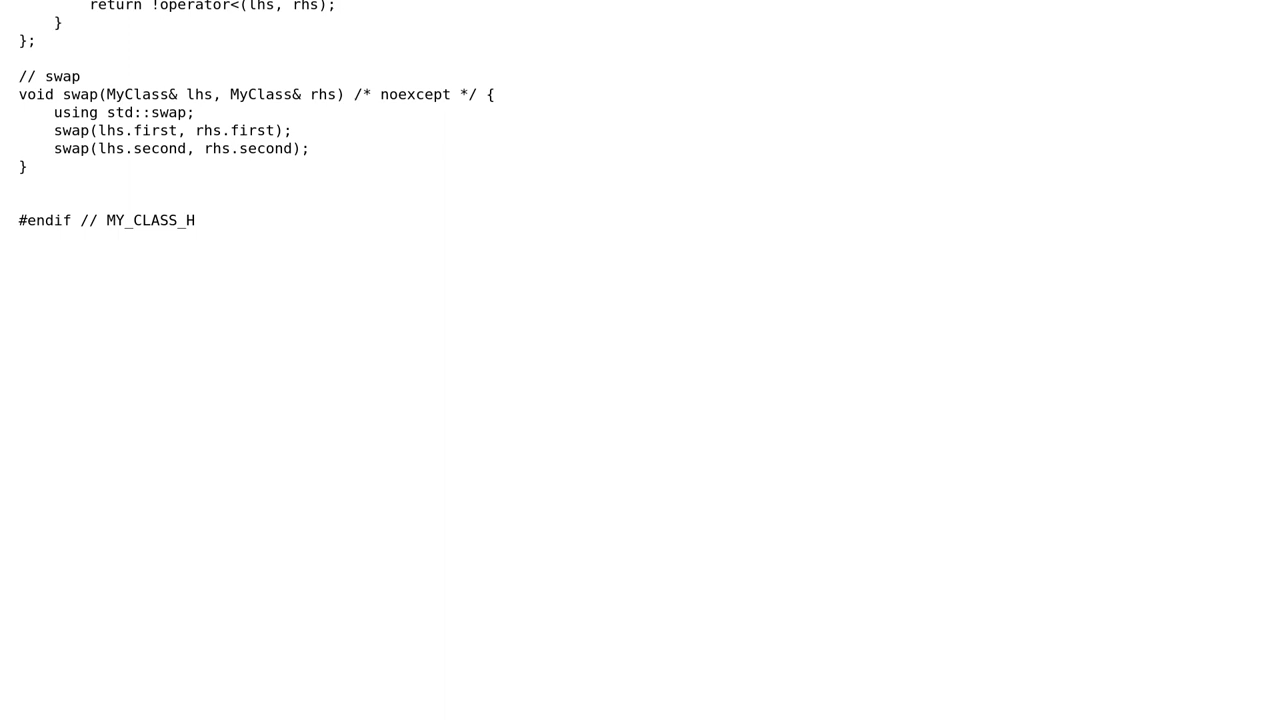 return !operator<(lhs, rhs);
    }
};

// swap
void swap(MyClass& lhs, MyClass& rhs) /* noexcept */ {
    using std::swap;
    swap(lhs.first, rhs.first);
    swap(lhs.second, rhs.second);
}

#endif // MY_CLASS_H